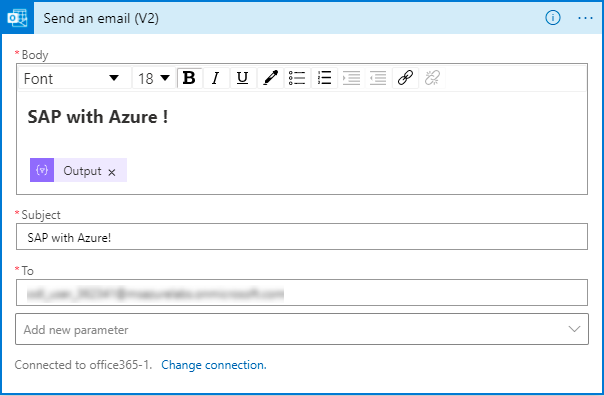 Send an email (V2)
* Body
Font 18 B I U
SAP with Azure !
{v} Output ×
* Subject
SAP with Azure!
* To
Add new parameter
Connected to office365-1. Change connection.